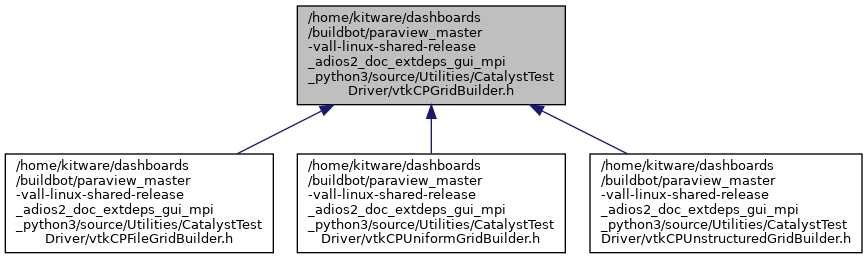 /home/kitware/dashboards
/buildbot/paraview_master
-vall-linux-shared-release
_adios2_doc_extdeps_gui_mpi
_python3/source/Utilities/CatalystTest
Driver/vtkCPGridBuilder.h
/home/kitware/dashboards
/buildbot/paraview_master
-vall-linux-shared-release
_adios2_doc_extdeps_gui_mpi
_python3/source/Utilities/CatalystTest
Driver/vtkCPFileGridBuilder.h
/home/kitware/dashboards
/buildbot/paraview_master
-vall-linux-shared-release
_adios2_doc_extdeps_gui_mpi
_python3/source/Utilities/CatalystTest
Driver/vtkCPUniformGridBuilder.h
/home/kitware/dashboards
/buildbot/paraview_master
-vall-linux-shared-release
_adios2_doc_extdeps_gui_mpi
_python3/source/Utilities/CatalystTest
Driver/vtkCPUnstructuredGridBuilder.h